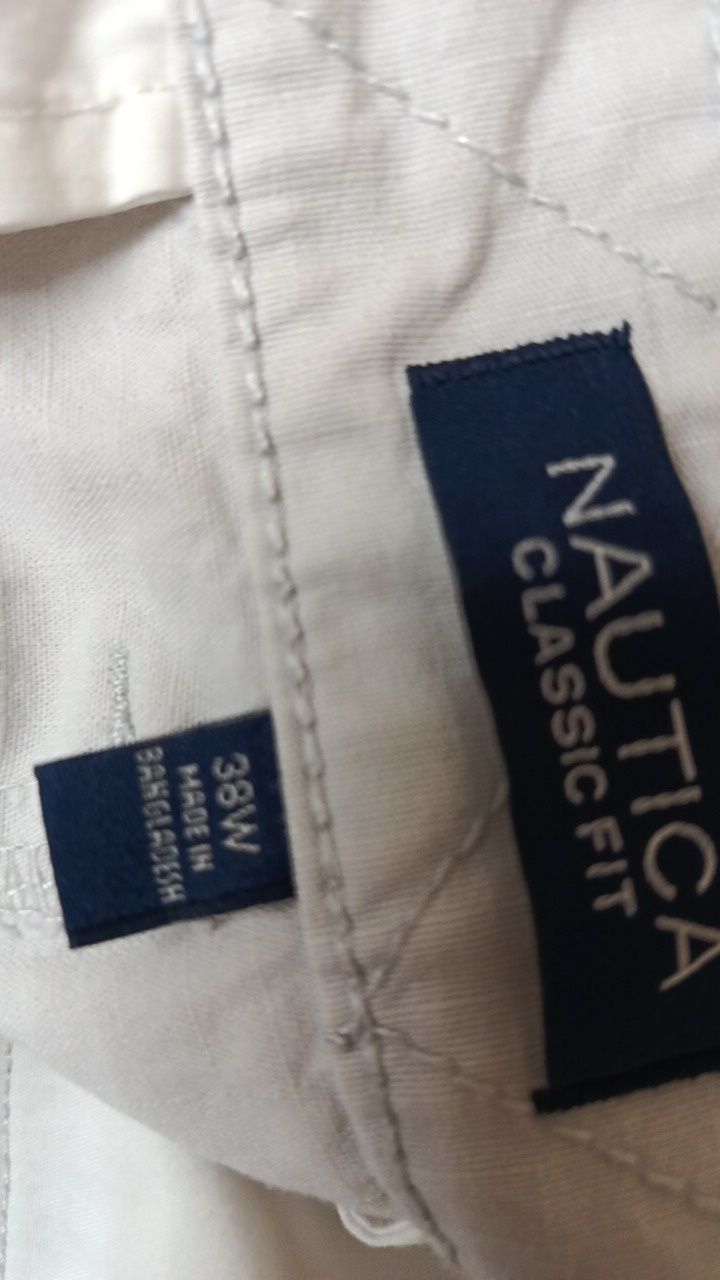 NAUTICA
CLASSIC FIT
38W
MADE IN
BANGLADESH